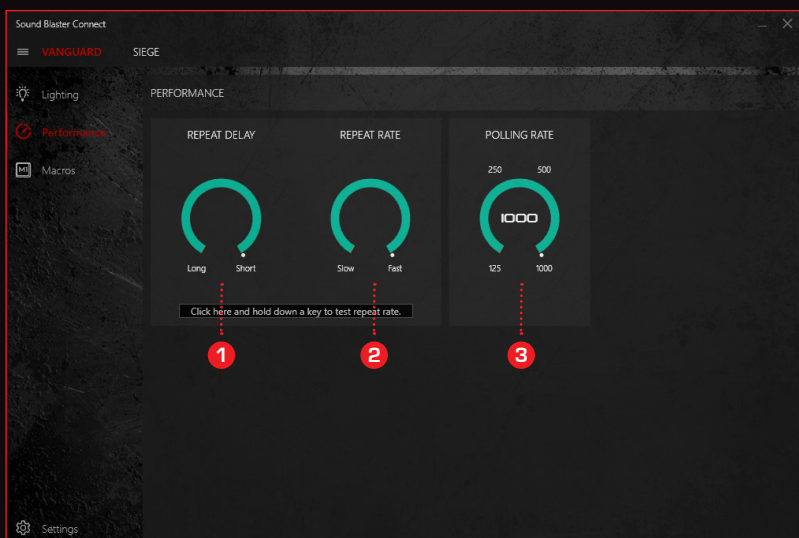 Sound Blaster Connect
VANGUARD SIEGE
Lighting
Performance
Macros
M1
Settings
PERFORMANCE
REPEAT DELAY REPEAT RATE POLLING RATE
250 500
1000
Long Short Slow Fast 125 1000
Click here and hold down a key to test repeat rate.
1 2 3